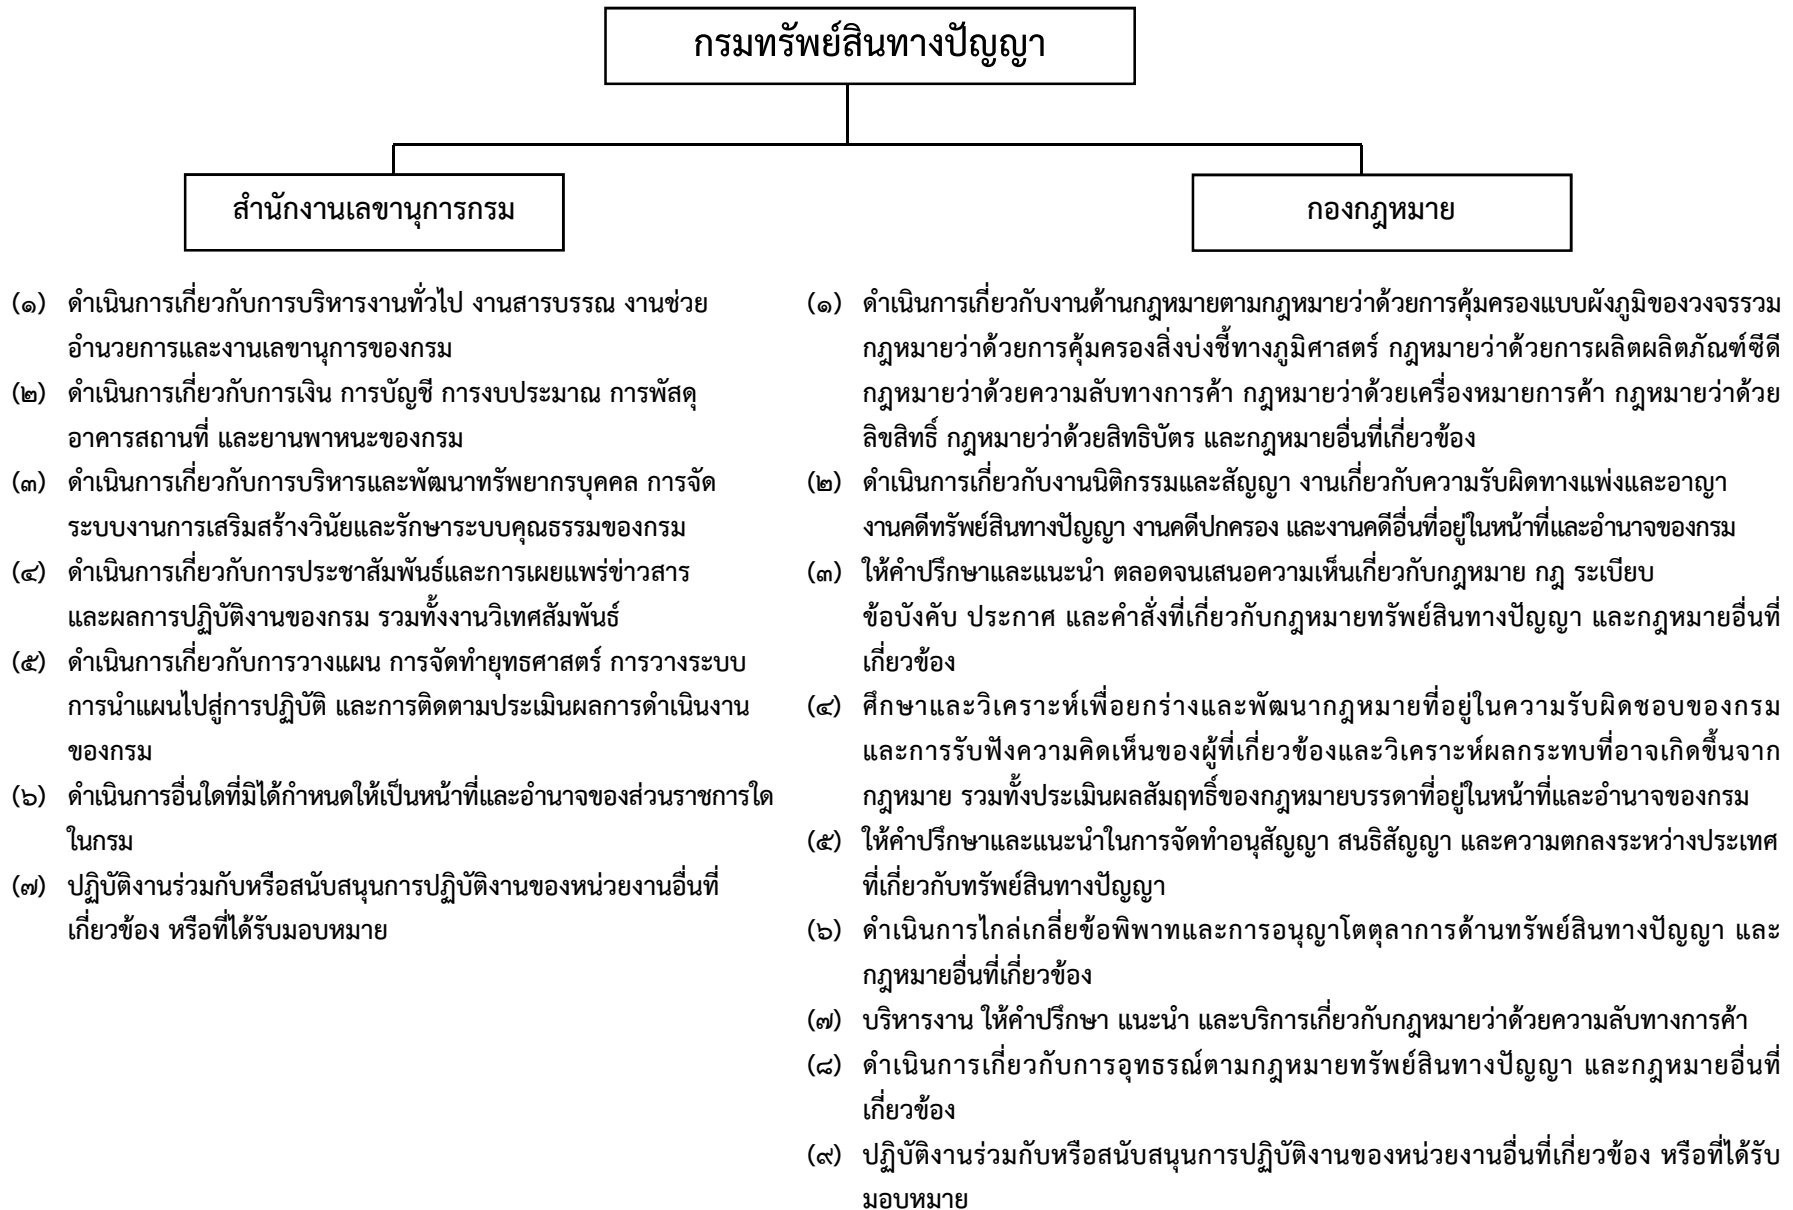 กรมทรัพย์สินทางปัญญา
สำนักงานเลขานุการกรม
(๑) ดำเนินการเกี่ยวกับการบริหารงานทั่วไป งานสารบรรณ งานช่วย
อำนวยการและงานเลขานุการของกรม
(๒) ดำเนินการเกี่ยวกับการเงิน การบัญชี การงบประมาณ การพัสดุ
อาคารสถานที่ และยานพาหนะของกรม
(๓) ดำเนินการเกี่ยวกับการบริหารและพัฒนาทรัพยากรบุคคล การจัด
ระบบงานการเสริมสร้างวินัยและรักษาระบบคุณธรรมของกรม
(๔) ดำเนินการเกี่ยวกับการประชาสัมพันธ์และการเผยแพร่ข่าวสาร
และผลการปฏิบัติงานของกรม รวมทั้งงานวิเทศสัมพันธ์
(๕) ดำเนินการเกี่ยวกับการวางแผน การจัดทำยุทธศาสตร์ การวางระบบ
การนำแผนไปสู่การปฏิบัติ และการติดตามประเมินผลการดำเนินงาน
ของกรม
(๖) ดำเนินการอื่นใดที่มิได้กำหนดให้เป็นหน้าที่และอำนาจของส่วนราชการใด
ในกรม
(๗) ปฏิบัติงานร่วมกับหรือสนับสนุนการปฏิบัติงานของหน่วยงานอื่นที่
เกี่ยวข้อง หรือที่ได้รับมอบหมาย
กองกฎหมาย
(๑) ดำเนินการเกี่ยวกับงานด้านกฎหมายตามกฎหมายว่าด้วยการคุ้มครองแบบผังภูมิของวงจรรวม
กฎหมายว่าด้วยการคุ้มครองสิ่งบ่งชี้ทางภูมิศาสตร์ กฎหมายว่าด้วยการผลิตผลิตภัณฑ์ซีดี
กฎหมายว่าด้วยความลับทางการค้า กฎหมายว่าด้วยเครื่องหมายการค้า กฎหมายว่าด้วย
ลิขสิทธิ์ กฎหมายว่าด้วยสิทธิบัตร และกฎหมายอื่นที่เกี่ยวข้อง
(๒) ดำเนินการเกี่ยวกับงานนิติกรรมและสัญญา งานเกี่ยวกับความรับผิดทางแพ่งและอาญา
งานคดีทรัพย์สินทางปัญญา งานคดีปกครอง และงานคดีอื่นที่อยู่ในหน้าที่และอำนาจของกรม
(๓) ให้คำปรึกษาและแนะนำ ตลอดจนเสนอความเห็นเกี่ยวกับกฎหมาย กฎ ระเบียบ
ข้อบังคับ ประกาศ และคำสั่งที่เกี่ยวกับกฎหมายทรัพย์สินทางปัญญา และกฎหมายอื่นที่
เกี่ยวข้อง
(๔) ศึกษาและวิเคราะห์เพื่อยกร่างและพัฒนากฎหมายที่อยู่ในความรับผิดชอบของกรม
และการรับฟังความคิดเห็นของผู้ที่เกี่ยวข้องและวิเคราะห์ผลกระทบที่อาจเกิดขึ้นจาก
กฎหมาย รวมทั้งประเมินผลสัมฤทธิ์ของกฎหมายบรรดาที่อยู่ในหน้าที่และอำนาจของกรม
(๕) ให้คำปรึกษาและแนะนำในการจัดทำอนุสัญญา สนธิสัญญา และความตกลงระหว่างประเทศ
ที่เกี่ยวกับทรัพย์สินทางปัญญา
(๖) ดำเนินการไกล่เกลี่ยข้อพิพาทและการอนุญาโตตุลาการด้านทรัพย์สินทางปัญญา และ
กฎหมายอื่นที่เกี่ยวข้อง
(๗) บริหารงาน ให้คำปรึกษา แนะนำ และบริการเกี่ยวกับกฎหมายว่าด้วยความลับทางการค้า
(๘) ดำเนินการเกี่ยวกับการอุทธรณ์ตามกฎหมายทรัพย์สินทางปัญญา และกฎหมายอื่นที่
เกี่ยวข้อง
(๙) ปฏิบัติงานร่วมกับหรือสนับสนุนการปฏิบัติงานของหน่วยงานอื่นที่เกี่ยวข้อง หรือที่ได้รับ
มอบหมาย